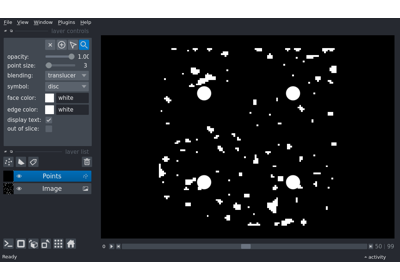 File View Window Plugins Help
layer controls
opacity: 1.00
point size: 3
blending: translucer
symbol: disc
face color: white
edge color: white
display text:
out of slice:
layer list
Points
Image
50 99
Ready
activity